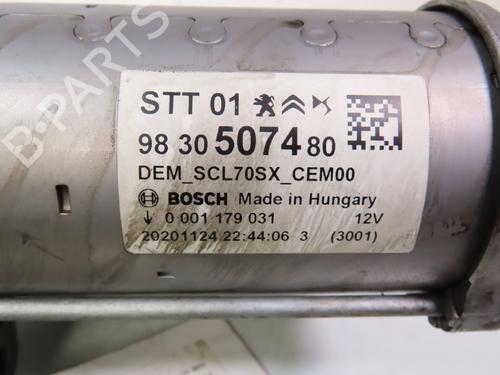 B-PARTS
STT 01
98 30 5074 80
DEM_SCL70SX_CEM00
BOSCH Made in Hungary
↓ 0 001 179 031 12V
20201124 22:44:06 3 (3001)